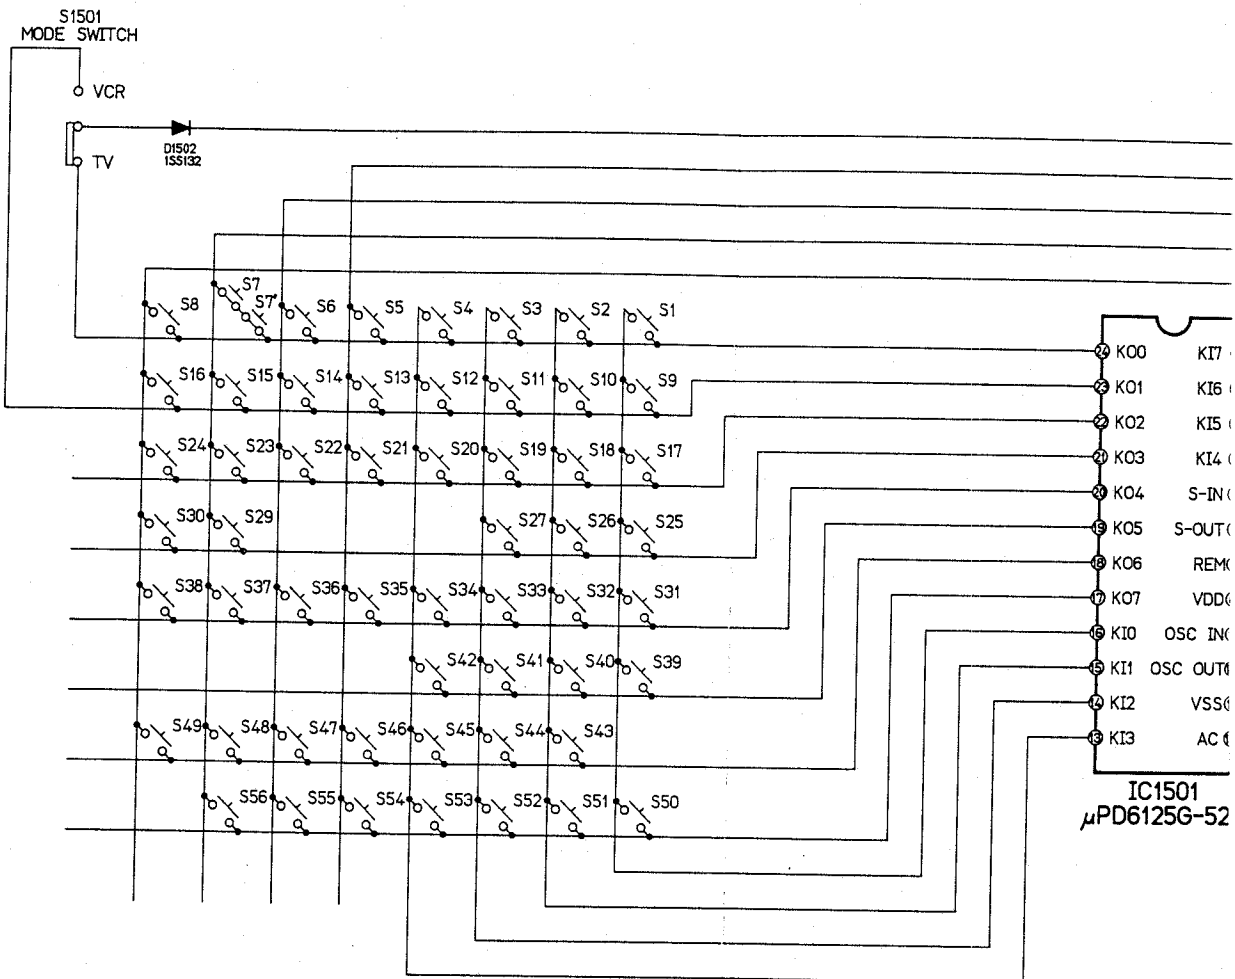 S1501
MODE SWITCH
VCR
D1502
1SS132
TV
S8 S7 S7' S6 S5 S4 S3 S2 S1
S16 S15 S14 S13 S12 S11 S10 S9
S24 S23 S22 S21 S20 S19 S18 S17
S30 S29 S27 S26 S25
S38 S37 S36 S35 S34 S33 S32 S31
S42 S41 S40 S39
S49 S48 S47 S46 S45 S44 S43
S56 S55 S54 S53 S52 S51 S50
24 KO0 KI7
23 KO1 KI6
22 KO2 KI5
21 KO3 KI4
20 KO4 S-IN
19 KO5 S-OUT
18 KO6 REM
17 KO7 VDD
16 KI0 OSC IN
15 KI1 OSC OUT
14 KI2 VSS
13 KI3 AC
IC1501
μPD6125G-52